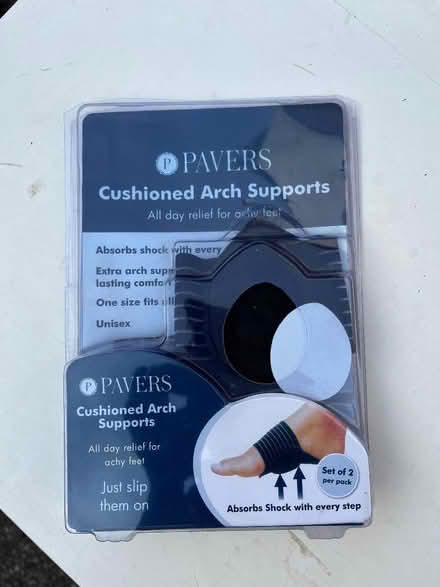 P PAVERS
Cushioned Arch Supports
All day relief for achy feet
Absorbs shock with every
Extra arch
lasting comfort
One size fits all
Unisex
P PAVERS
Cushioned Arch
Supports
All day relief for
achy feet
Just slip
them on
Set of 2
per pack
Absorbs Shock with every step